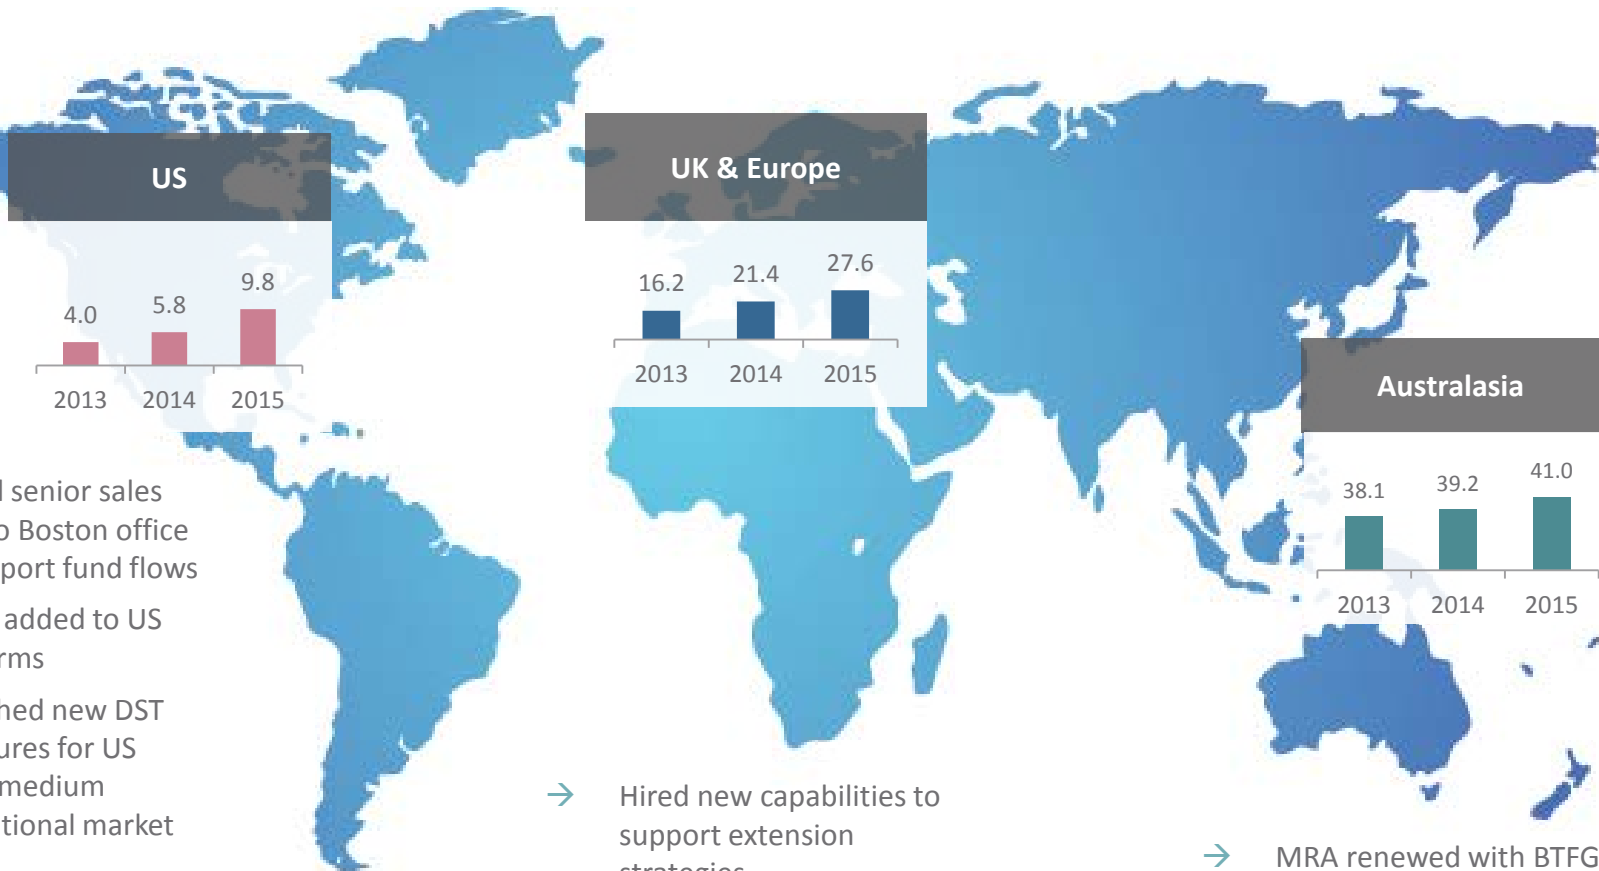 US
4.0
5.8
9.8
2013
2014
2015
UK & Europe
16.2
21.4
27.6
2013
2014
2015
Australasia
38.1
39.2
41.0
2013
2014
2015
senior sales
Boston office
port fund flows
added to US
rms
hed new DST
ures for US
medium
tional market
→ Hired new capabilities to
support extension
strategies
→ MRA renewed with BTFG